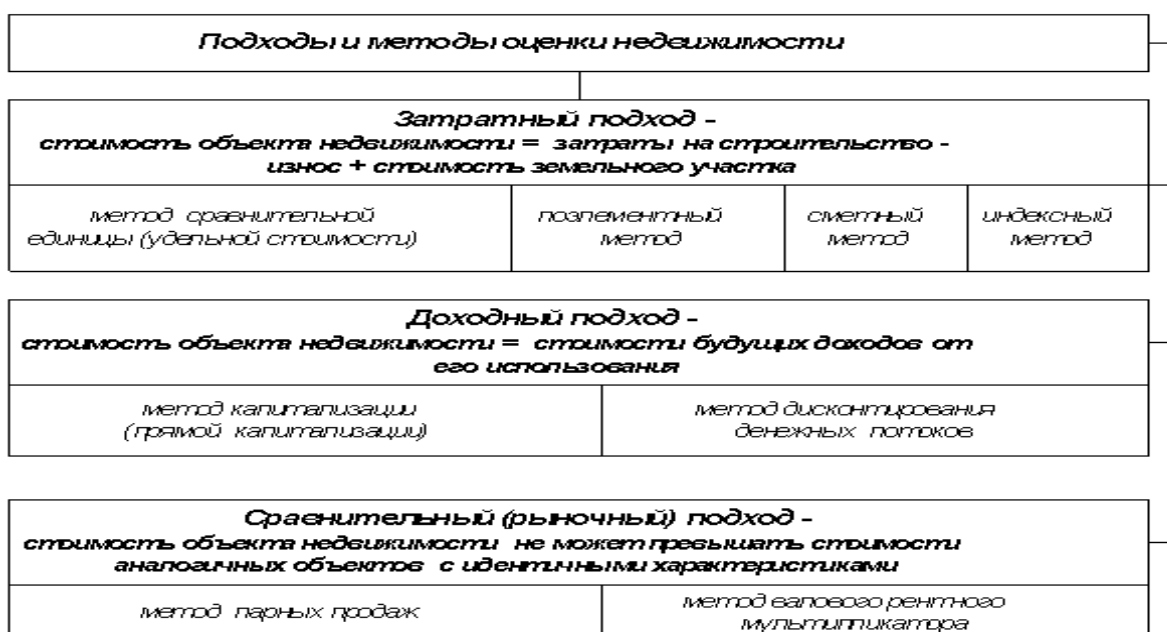 Подходы и методы оценки недвижимости
Затратный подход -
стоимость объекта недвижимости = затраты на строительство -
износ + стоимость земельного участка
метод сравнительной
единицы (удельной стоимости)
поэлементный
метод
сметный
метод
индексный
метод
Доходный подход -
стоимость объекта недвижимости = стоимости будущих доходов от
его использования
метод капитализации
(прямой капитализации)
метод дисконтирования
денежных потоков
Сравнительный (рыночный) подход -
стоимость объекта недвижимости не может превышать стоимости
аналогичных объектов с идентичными характеристиками
метод парных продаж
метод валового рентного
мультипликатора